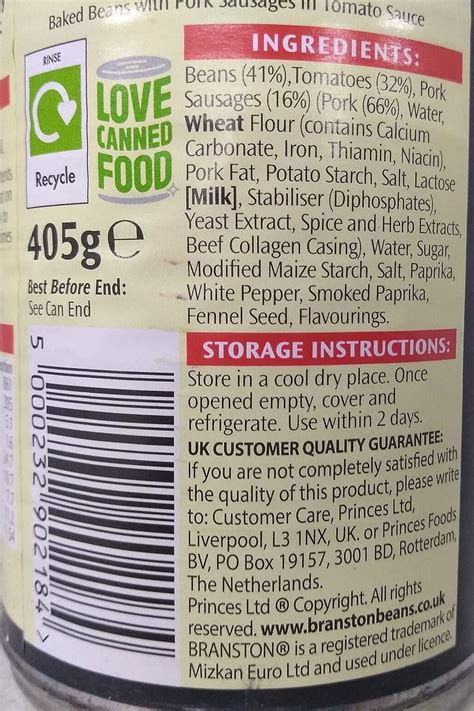 Baked Beans with Pork Sausages in Tomato Sauce
RINSE
Recycle
LOVE
CANNED
FOOD
405g e
Best Before End:
See Can End
5 000232 902184 >
INGREDIENTS:
Beans (41%),Tomatoes (32%), Pork
Sausages (16%) (Pork (66%), Water,
Wheat Flour (contains Calcium
Carbonate, Iron, Thiamin, Niacin),
Pork Fat, Potato Starch, Salt, Lactose
[Milk], Stabiliser (Diphosphates),
Yeast Extract, Spice and Herb Extracts,
Beef Collagen Casing), Water, Sugar,
Modified Maize Starch, Salt, Paprika,
White Pepper, Smoked Paprika,
Fennel Seed, Flavourings.
STORAGE INSTRUCTIONS:
Store in a cool dry place. Once
opened empty, cover and
refrigerate. Use within 2 days.
UK CUSTOMER QUALITY GUARANTEE:
If you are not completely satisfied with
the quality of this product, please write
to: Customer Care, Princes Ltd,
Liverpool, L3 1NX, UK. or Princes Foods
BV, PO Box 19157, 3001 BD, Rotterdam,
The Netherlands.
Princes Ltd ® Copyright. All rights
reserved. www.branstonbeans.co.uk
BRANSTON® is a registered trademark of
Mizkan Euro Ltd and used under licence.